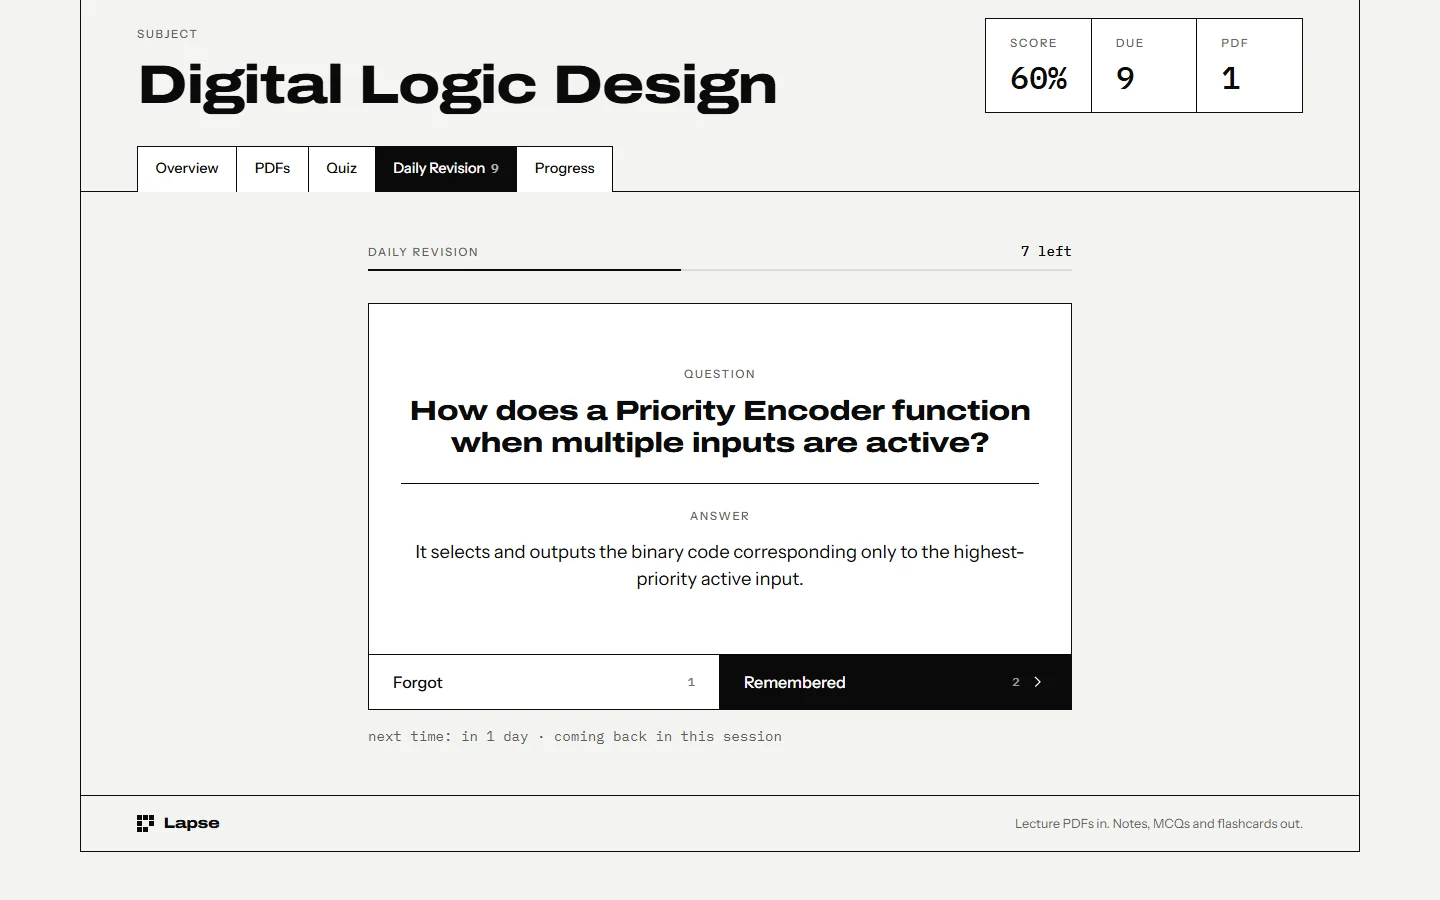 SUBJECT
Digital Logic Design
SCORE
60%
DUE
9
PDF
1
Overview
PDFs
Quiz
Daily Revision 9
Progress
DAILY REVISION
7 left
QUESTION
How does a Priority Encoder function
when multiple inputs are active?
ANSWER
It selects and outputs the binary code corresponding only to the highest-
priority active input.
Forgot 1
Remembered 2
next time: in 1 day · coming back in this session
Lapse
Lecture PDFs in. Notes, MCQs and flashcards out.